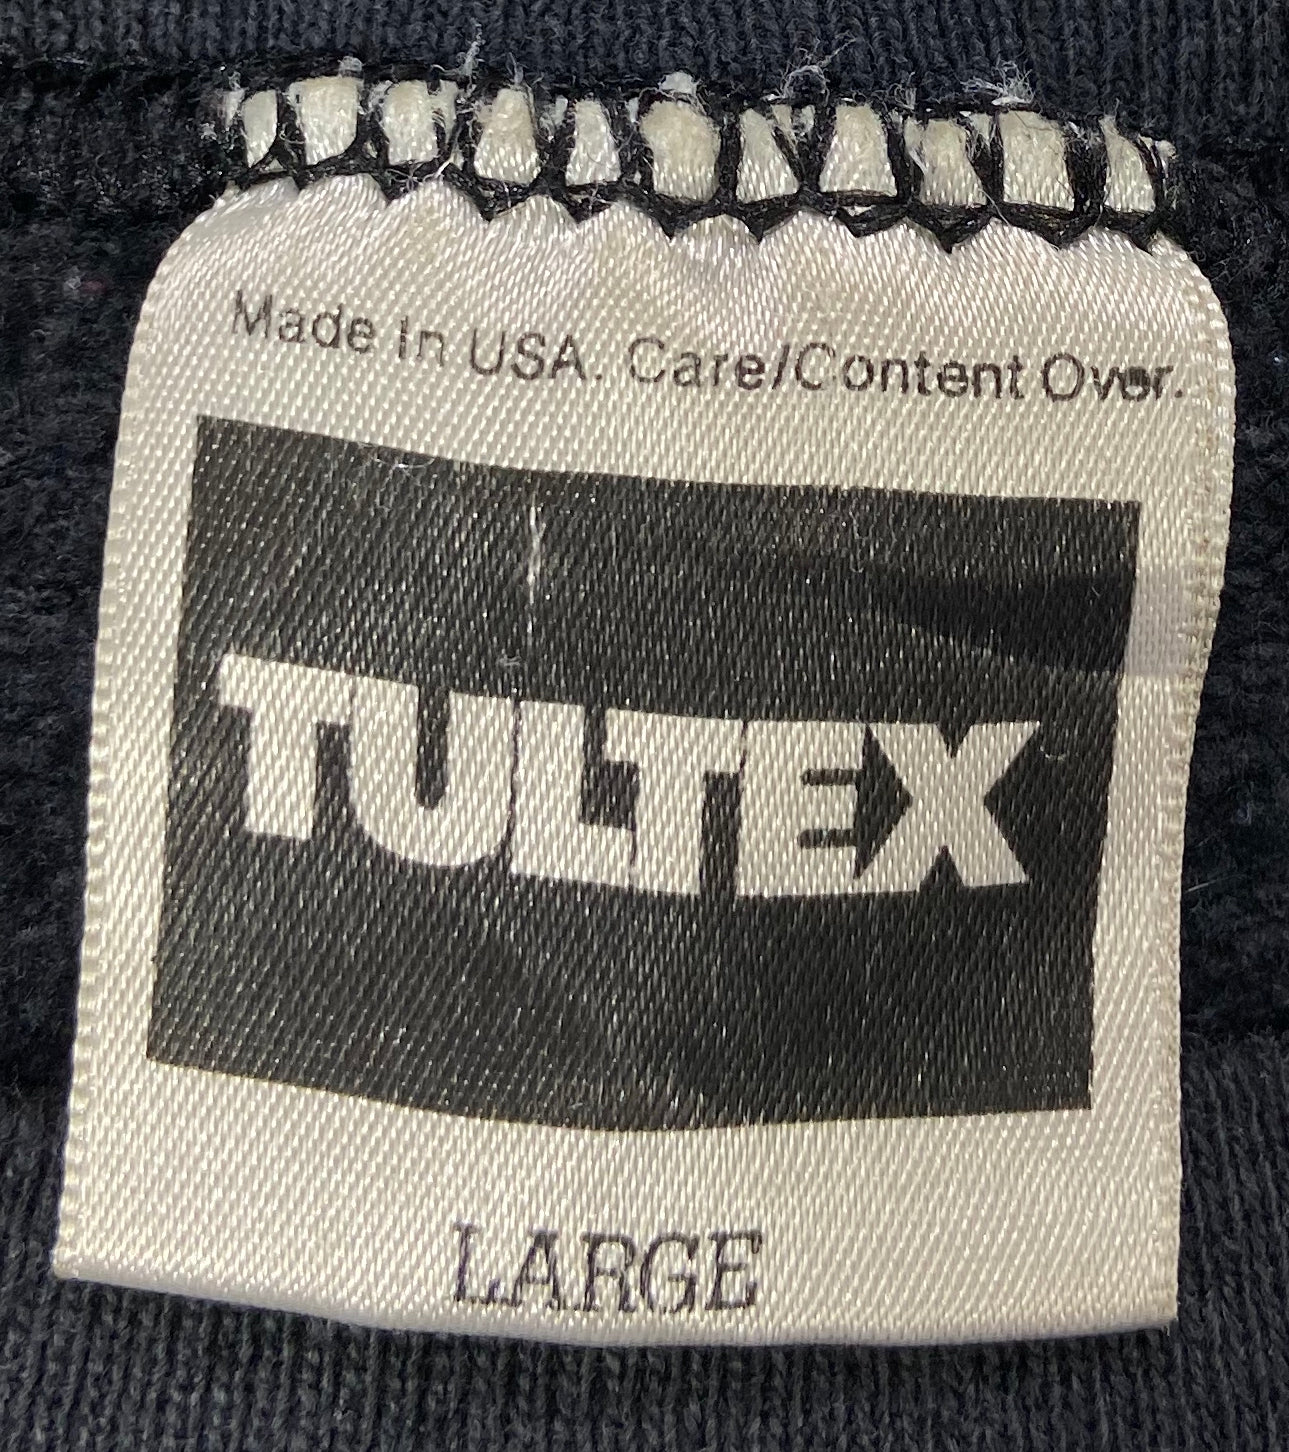 Made In USA. Care/Content Over.
TULTEX
LARGE